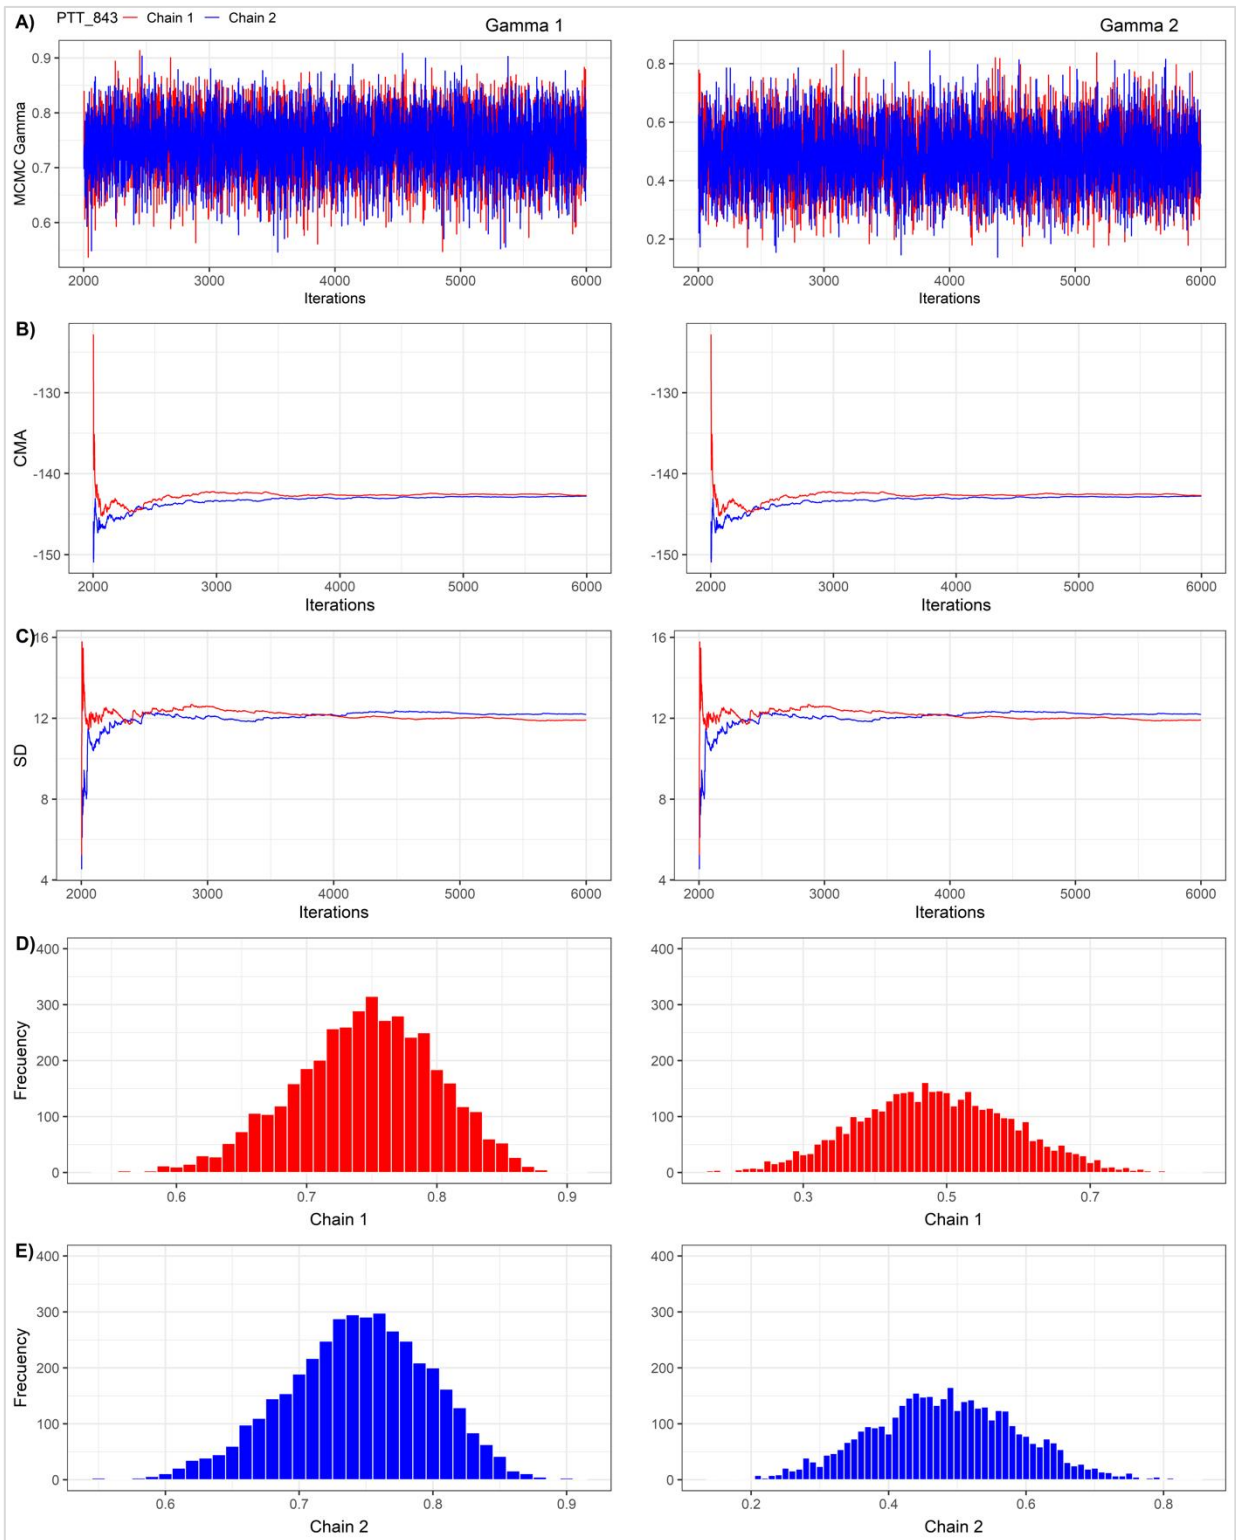 A) PTT_843 Chain 1 Chain 2 Gamma 1 Gamma 2
MCMC Gamma
0.9 0.8
0.8
0.6
0.7
0.4
0.6
0.2
2000 3000 4000 5000 6000 2000 3000 4000 5000 6000
Iterations Iterations
B)
CMA
-130 -130
-140 -140
-150 -150
2000 3000 4000 5000 6000 2000 3000 4000 5000 6000
Iterations Iterations
C)
SD
16 16
12 12
8 8
4 4
2000 3000 4000 5000 6000 2000 3000 4000 5000 6000
Iterations Iterations
D)
Frecuency
400 400
300 300
200 200
100 100
0 0
0.6 0.7 0.8 0.9 0.3 0.5 0.7
Chain 1 Chain 1
E)
Frecuency
400 400
300 300
200 200
100 100
0 0
0.6 0.7 0.8 0.9 0.2 0.4 0.6 0.8
Chain 2 Chain 2